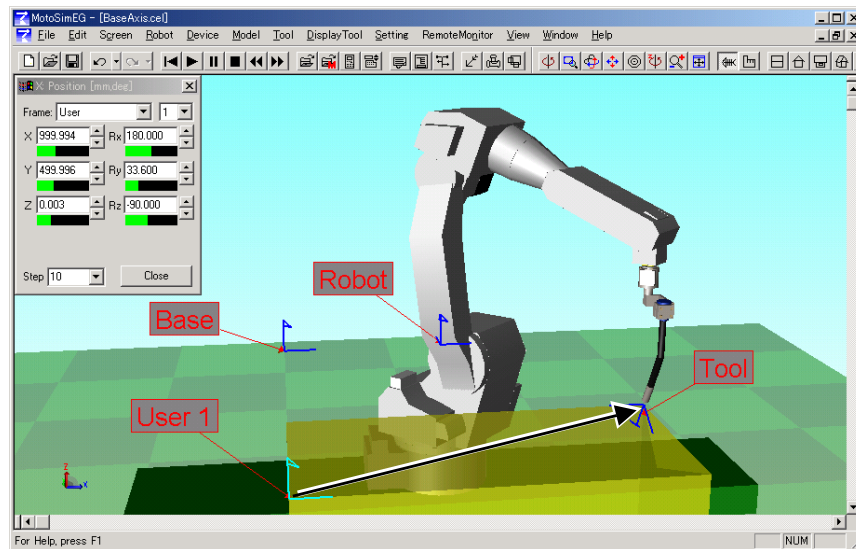 MotoSimEG - [BaseAxis.cel]
File Edit Screen Robot Device Model Tool DisplayTool Setting RemoteMonitor View Window Help
X: Position [mm,deg]
Frame: User 1
X 999.994 Rx 180.000
Y 499.996 Ry 33.600
Z 0.003 Rz -90.000
Step 10 Close
Robot
Base
Tool
User 1
z
x
For Help, press F1
NUM